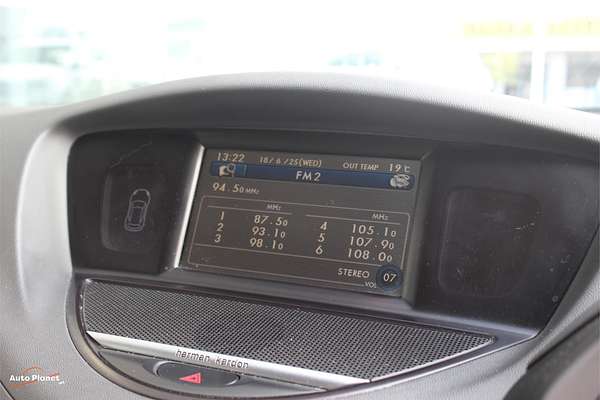 13:22 18/ 6 /25(WED) OUT TEMP 19℃
FM2
94.50 MHz
MHz MHz
1 87.50 4 105.10
2 93.10 5 107.90
3 98.10 6 108.00
STEREO 07
VOL
harman kardon
Auto Planet